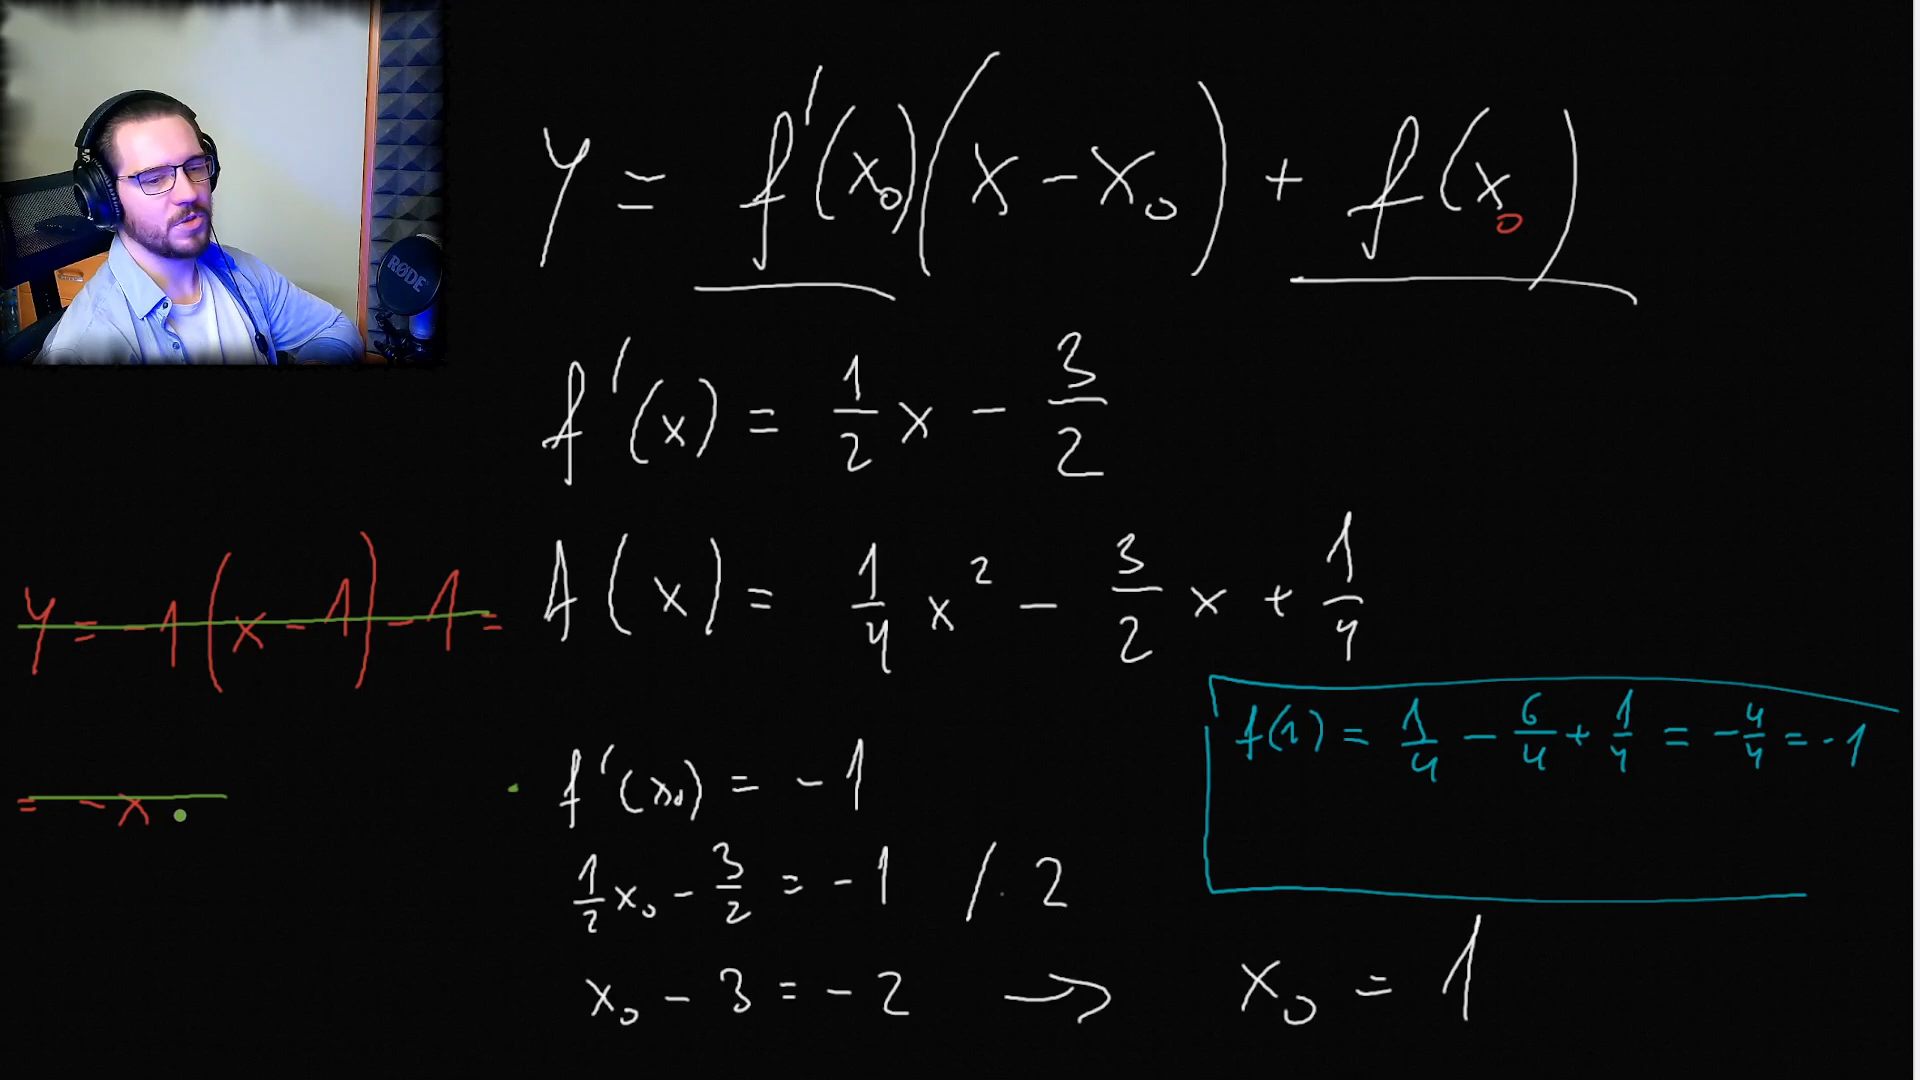 RØDE
y = f'(x₀)(x - x₀) + f(x₀)
f'(x) = 1/2 x - 3/2
y = -1(x - 1) - 1 =
f(x) = 1/4 x² - 3/2 x + 1/4
f(1) = 1/4 - 6/4 + 1/4 = -4/4 = -1
= -x
f'(x₀) = -1
1/2 x₀ - 3/2 = -1 / · 2
x₀ - 3 = -2 → x₀ = 1